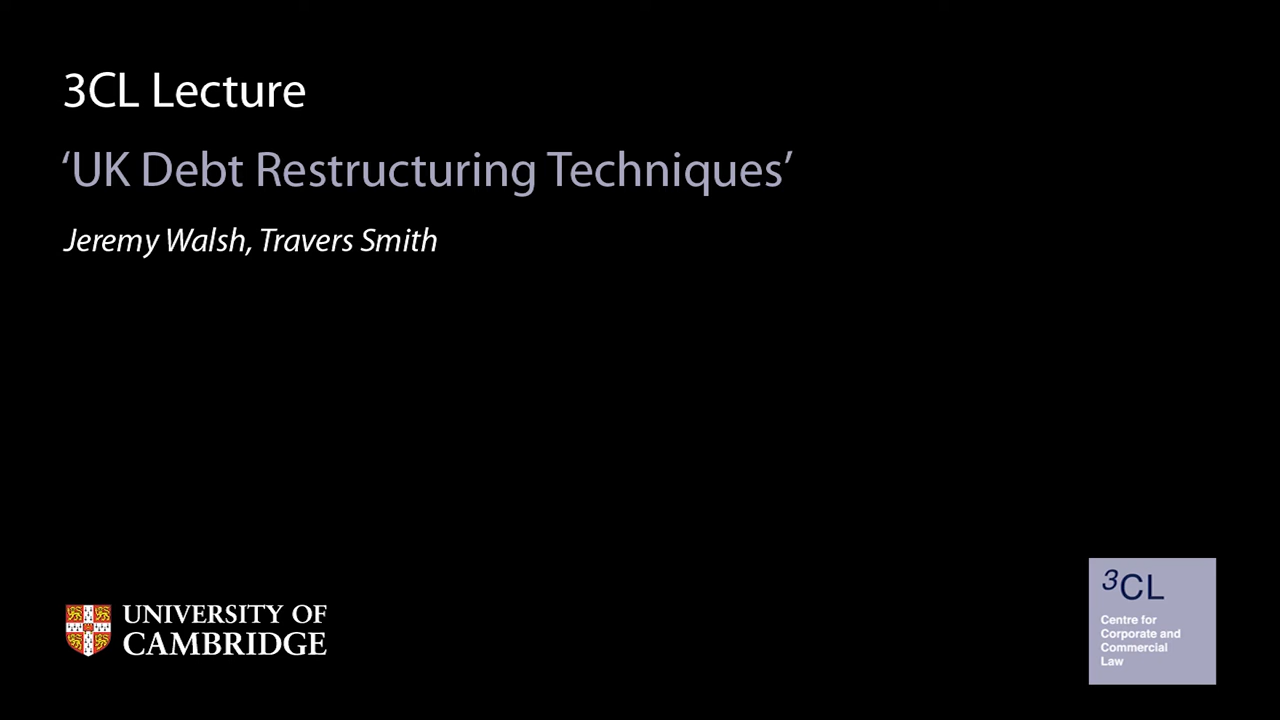 3CL Lecture
‘UK Debt Restructuring Techniques’
Jeremy Walsh, Travers Smith
UNIVERSITY OF
CAMBRIDGE
3CL
Centre for
Corporate and
Commercial
Law